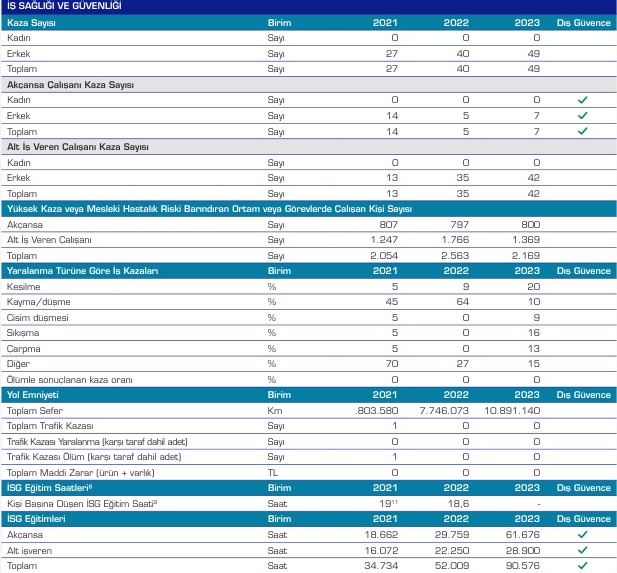 İŞ SAĞLIĞI VE GÜVENLİĞİ
Kaza Sayısı Birim 2021 2022 2023 Dış Güvence
Kadın Sayı 0 0 0
Erkek Sayı 27 40 49
Toplam Sayı 27 40 49
Akçansa Çalışanı Kaza Sayısı
Kadın Sayı 0 0 0 ✓
Erkek Sayı 14 5 7 ✓
Toplam Sayı 14 5 7 ✓
Alt İş Veren Çalışanı Kaza Sayısı
Kadın Sayı 0 0 0
Erkek Sayı 13 35 42
Toplam Sayı 13 35 42
Yüksek Kaza veya Mesleki Hastalık Riski Barındıran Ortam veya Görevlerde Çalışan Kişi Sayısı
Akçansa Sayı 807 797 800
Alt İş Veren Çalışanı Sayı 1.247 1.766 1.369
Toplam Sayı 2.054 2.563 2.169
Yaralanma Türüne Göre İş Kazaları Birim 2021 2022 2023 Dış Güvence
Kesilme % 5 9 20
Kayma/düşme % 45 64 10
Cisim düşmesi % 5 0 9
Sıkışma % 5 0 16
Çarpma % 5 0 13
Diğer % 70 27 15
Ölümle sonuçlanan kaza oranı % 0 0 0
Yol Emniyeti Birim 2021 2022 2023 Dış Güvence
Toplam Sefer Km .803.580 7.746.073 10.891.140
Toplam Trafik Kazası Sayı 1 0 0
Trafik Kazası Yaralanma (karşı taraf dahil adet) Sayı 0 0 0
Trafik Kazası Ölüm (karşı taraf dahil adet) Sayı 1 0 0
Toplam Maddi Zarar (ürün + varlık) TL 0 0 0
İSG Eğitim Saatleri⁸ Birim 2021 2022 2023 Dış Güvence
Kişi Başına Düşen İSG Eğitim Saati⁹ Saat 19¹¹ 18,6 -
İSG Eğitimleri Birim 2021 2022 2023 Dış Güvence
Akçansa Saat 18.662 29.759 61.676 ✓
Alt işveren Saat 16.072 22.250 28.900 ✓
Toplam Saat 34.734 52.009 90.576 ✓